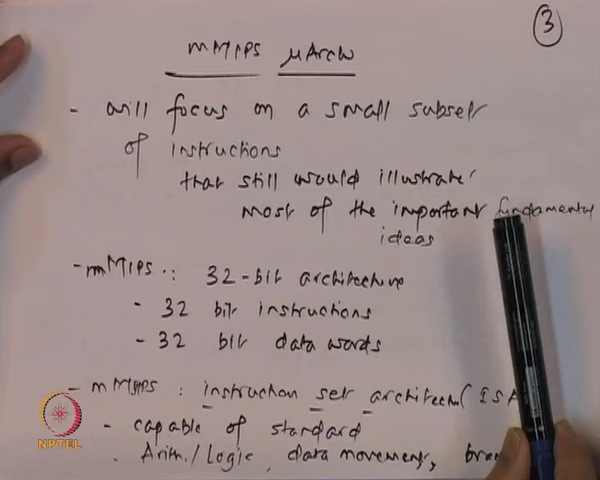 3
mMIPS μArch
- will focus on a small subset
of instructions
that still would illustrate
most of the important fundamental
ideas
- mMIPS : 32-bit architecture
- 32 bit instructions
- 32 bit data words
- mMIPS : instruction set architectu(ISA
- capable of standard
. Arith./Logic, data movement,
NPTEL